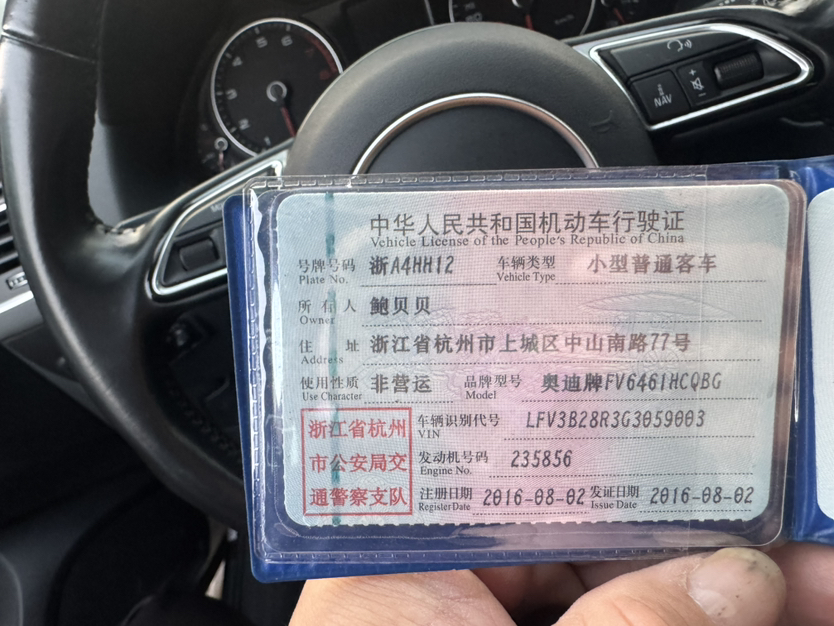 中华人民共和国机动车行驶证
Vehicle License of the People's Republic of China
号牌号码 浙A4HH12 车辆类型 小型普通客车
Plate No. Vehicle Type
所有人 鲍贝贝
Owner
住址 浙江省杭州市上城区中山南路77号
Address
使用性质 非营运 品牌型号 奥迪牌FV6461HCQBG
Use Character Model
浙江省杭州
市公安局交
通警察支队
车辆识别代号 LFV3B28R3G3059003
VIN
发动机号码 235856
Engine No.
注册日期 2016-08-02 发证日期 2016-08-02
Register Date Issue Date
NAV
5 6